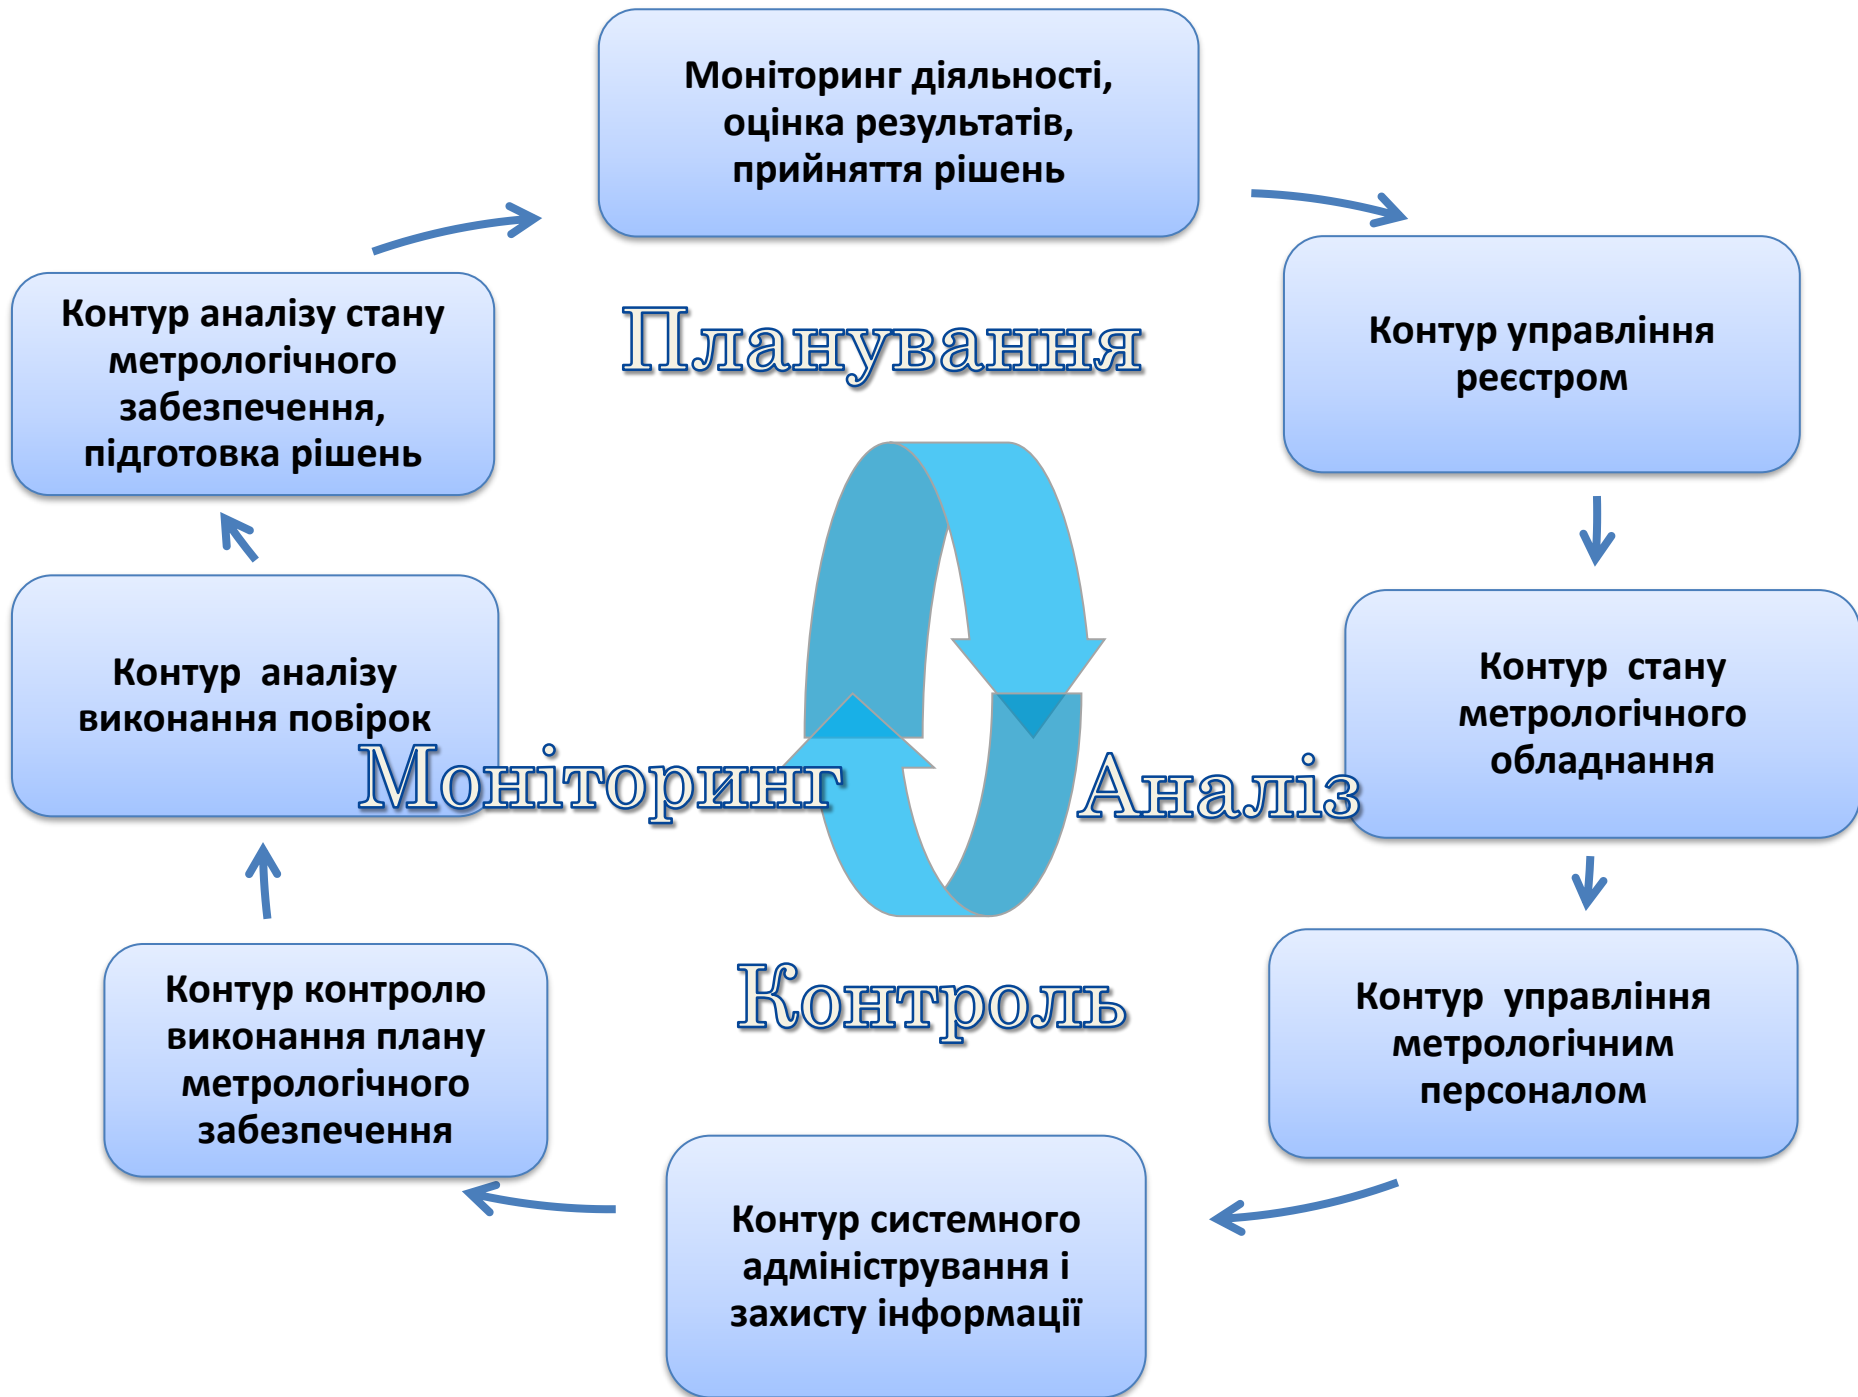 Моніторинг діяльності,
оцінка результатів,
прийняття рішень
Контур аналізу стану
метрологічного
забезпечення,
підготовка рішень
Планування
Контур управління
реєстром
Контур аналізу
виконання повірок
Моніторинг
Аналіз
Контур стану
метрологічного
обладнання
Контур контролю
виконання плану
метрологічного
забезпечення
Контроль
Контур управління
метрологічним
персоналом
Контур системного
адміністрування і
захисту інформації